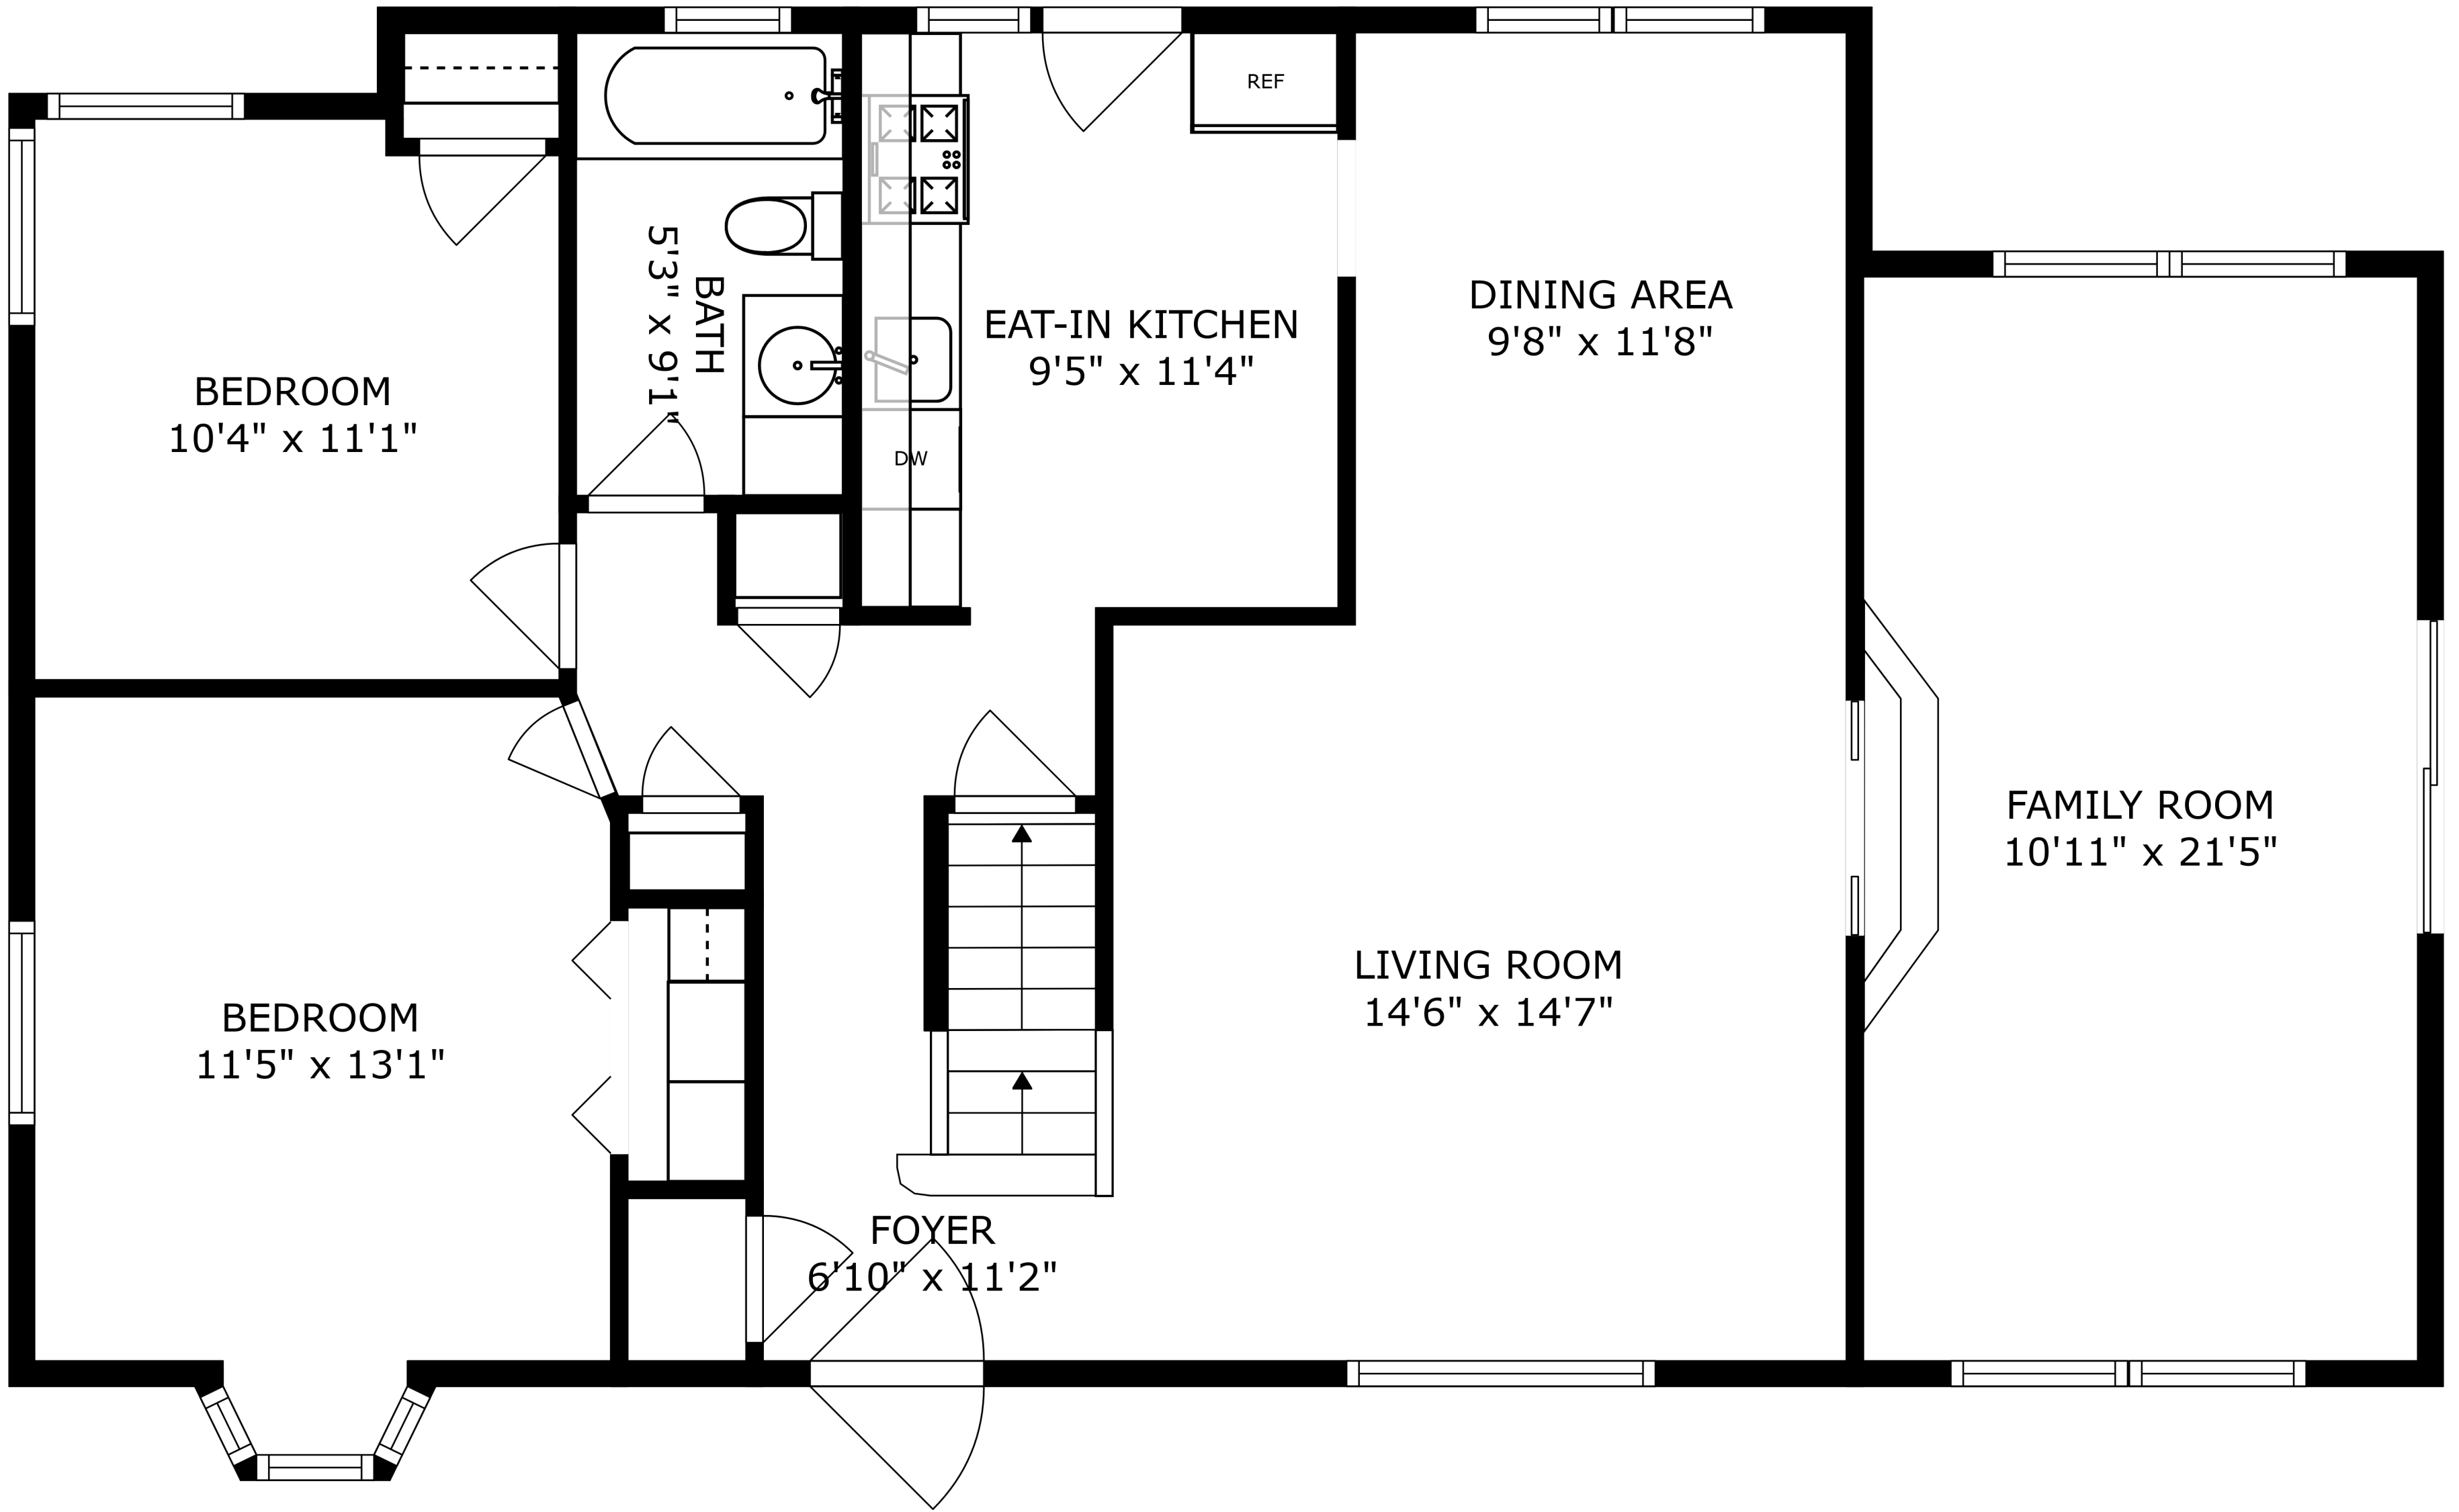 REF
BATH
5'3" x 9'1"
EAT-IN KITCHEN
9'5" x 11'4"
DINING AREA
9'8" x 11'8"
BEDROOM
10'4" x 11'1"
DW
FAMILY ROOM
10'11" x 21'5"
LIVING ROOM
14'6" x 14'7"
BEDROOM
11'5" x 13'1"
FOYER
6'10" x 11'2"